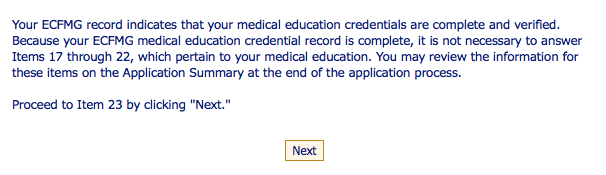 Your ECFMG record indicates that your medical education credentials are complete and verified.
Because your ECFMG medical education credential record is complete, it is not necessary to answer
Items 17 through 22, which pertain to your medical education. You may review the information for
these items on the Application Summary at the end of the application process.
Proceed to Item 23 by clicking "Next."
Next